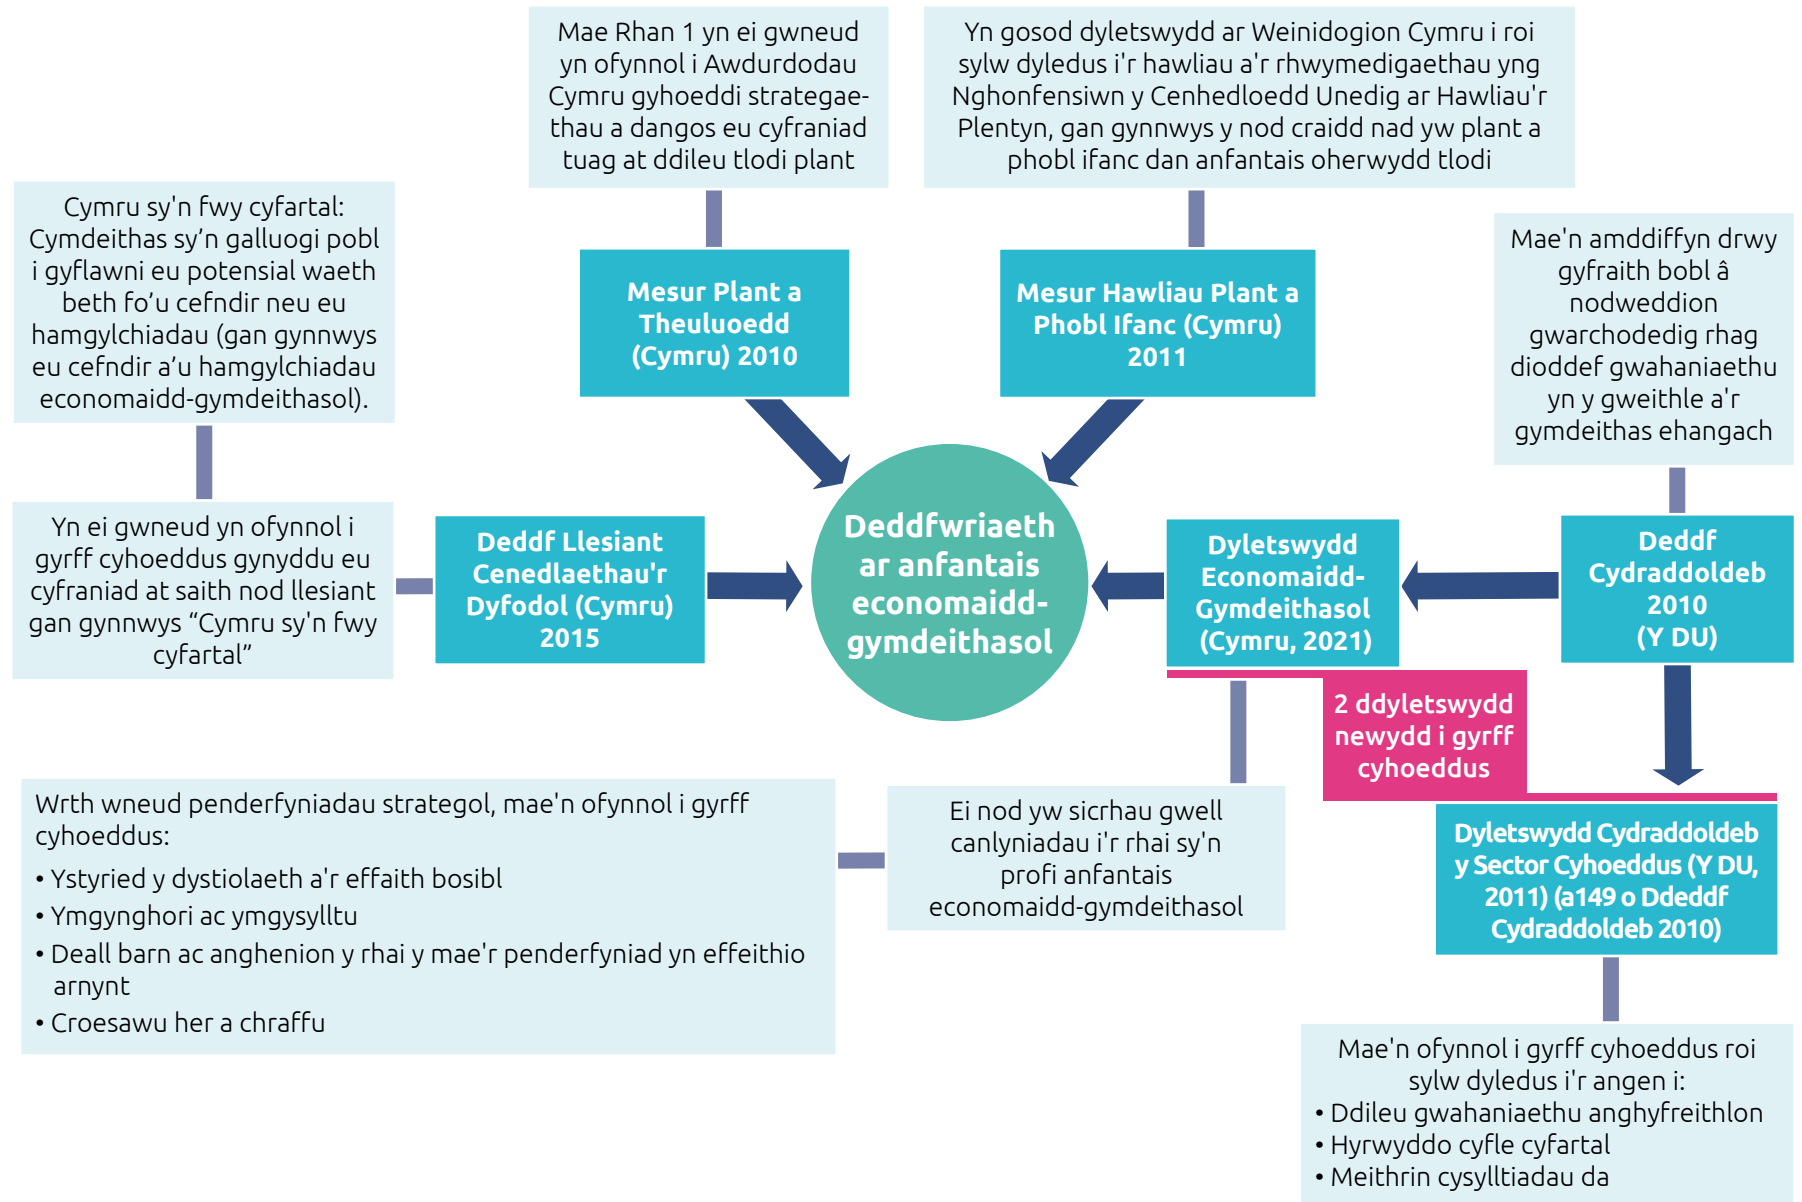 Mae Rhan 1 yn ei gwneud
yn ofynnol i Awdurdodau
Cymru gyhoeddi strategae-
thau a dangos eu cyfraniad
tuag at ddileu tlodi plant
Yn gosod dyletswydd ar Weinidogion Cymru i roi
sylw dyledus i'r hawliau a'r rhwymedigaethau yng
Nghonfensiwn y Cenhedloedd Unedig ar Hawliau'r
Plentyn, gan gynnwys y nod craidd nad yw plant a
phobl ifanc dan anfantais oherwydd tlodi
Cymru sy'n fwy cyfartal:
Cymdeithas sy’n galluogi pobl
i gyflawni eu potensial waeth
beth fo’u cefndir neu eu
hamgylchiadau (gan gynnwys
eu cefndir a’u hamgylchiadau
economaidd-gymdeithasol).
Mesur Plant a
Theuluoedd
(Cymru) 2010
Mesur Hawliau Plant a
Phobl Ifanc (Cymru)
2011
Mae'n amddiffyn drwy
gyfraith bobl â
nodweddion
gwarchodedig rhag
dioddef gwahaniaethu
yn y gweithle a'r
gymdeithas ehangach
Yn ei gwneud yn ofynnol i
gyrff cyhoeddus gynyddu eu
cyfraniad at saith nod llesiant
gan gynnwys “Cymru sy'n fwy
cyfartal”
Deddf Llesiant
Cenedlaethau'r
Dyfodol (Cymru)
2015
Deddfwriaeth
ar anfantais
economaidd-
gymdeithasol
Dyletswydd
Economaidd-
Gymdeithasol
(Cymru, 2021)
Deddf
Cydraddoldeb
2010
(Y DU)
2 ddyletswydd
newydd i gyrff
cyhoeddus
Wrth wneud penderfyniadau strategol, mae'n ofynnol i gyrff
cyhoeddus:
• Ystyried y dystiolaeth a'r effaith bosibl
• Ymgynghori ac ymgysylltu
• Deall barn ac anghenion y rhai y mae'r penderfyniad yn effeithio
arnynt
• Croesawu her a chraffu
Ei nod yw sicrhau gwell
canlyniadau i'r rhai sy'n
profi anfantais
economaidd-gymdeithasol
Dyletswydd Cydraddoldeb
y Sector Cyhoeddus (Y DU,
2011) (a149 o Ddeddf
Cydraddoldeb 2010)
Mae'n ofynnol i gyrff cyhoeddus roi
sylw dyledus i'r angen i:
• Ddileu gwahaniaethu anghyfreithlon
• Hyrwyddo cyfle cyfartal
• Meithrin cysylltiadau da